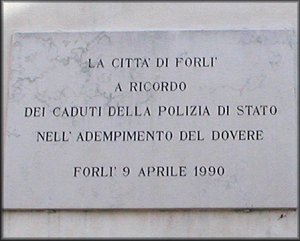 LA CITTA' DI FORLI'
A RICORDO
DEI CADUTI DELLA POLIZIA DI STATO
NELL'ADEMPIMENTO DEL DOVERE
FORLI' 9 APRILE 1990